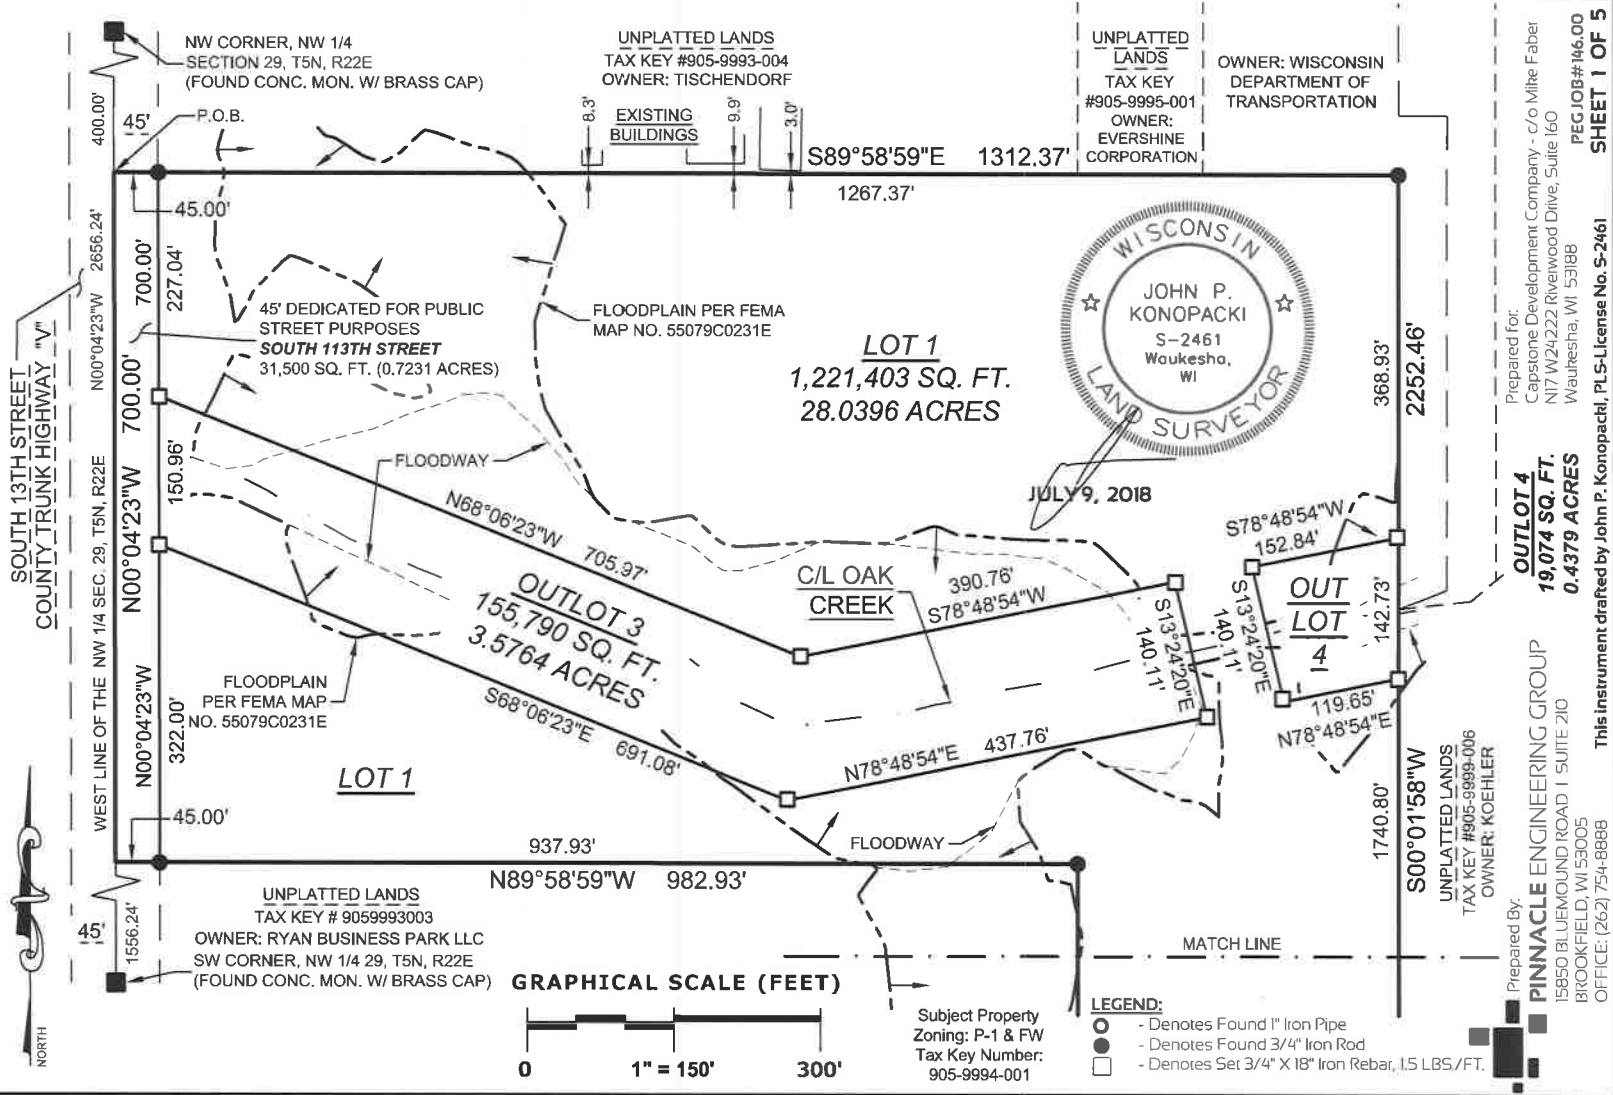 NW CORNER, NW 1/4
SECTION 29, T5N, R22E
(FOUND CONC. MON. W/ BRASS CAP)
UNPLATTED LANDS
TAX KEY #905-9993-004
OWNER: TISCHENDORF
EXISTING
BUILDINGS
8.3'
9.9'
3.0'
UNPLATTED
LANDS
TAX KEY
#905-9995-001
OWNER:
EVERSHINE
CORPORATION
OWNER: WISCONSIN
DEPARTMENT OF
TRANSPORTATION
400.00'
45'
P.O.B.
S89°58'59"E 1312.37'
1267.37'
45.00'
N00°04'23"W 2656.24'
700.00'
227.04'
45' DEDICATED FOR PUBLIC
STREET PURPOSES
SOUTH 113TH STREET
31,500 SQ. FT. (0.7231 ACRES)
FLOODPLAIN PER FEMA
MAP NO. 55079C0231E
LOT 1
1,221,403 SQ. FT.
28.0396 ACRES
WISCONSIN
JOHN P.
KONOPACKI
S-2461
Waukesha,
WI
LAND SURVEYOR
JULY 9, 2018
368.93'
2252.46'
SOUTH 13TH STREET
COUNTY TRUNK HIGHWAY "V"
WEST LINE OF THE NW 1/4 SEC. 29, T5N, R22E
N00°04'23"W 700.00'
150.96'
FLOODWAY
N68°06'23"W 705.97'
OUTLOT 3
155,790 SQ. FT.
3.5764 ACRES
C/L OAK
CREEK
390.76'
S78°48'54"W
S13°24'20"E
140.11'
S78°48'54"W
152.84'
S13°24'20"E
140.11'
OUT
LOT
4
142.73'
119.65'
N78°48'54"E
OUTLOT 4
19,074 SQ. FT.
0.4379 ACRES
FLOODPLAIN
PER FEMA MAP
NO. 55079C0231E
S68°06'23"E 691.08'
N78°48'54"E 437.76'
N00°04'23"W
322.00'
LOT 1
45.00'
FLOODWAY
937.93'
N89°58'59"W 982.93'
1740.80'
S00°01'58"W
UNPLATTED LANDS
TAX KEY #905-9999-006
OWNER: KOEHLER
45'
1556.24'
UNPLATTED LANDS
TAX KEY # 9059993003
OWNER: RYAN BUSINESS PARK LLC
SW CORNER, NW 1/4 29, T5N, R22E
(FOUND CONC. MON. W/ BRASS CAP)
MATCH LINE
NORTH
GRAPHICAL SCALE (FEET)
0 1" = 150' 300'
Subject Property
Zoning: P-1 & FW
Tax Key Number:
905-9994-001
LEGEND:
- Denotes Found 1" Iron Pipe
- Denotes Found 3/4" Iron Rod
- Denotes Set 3/4" X 18" Iron Rebar, 1.5 LBS./FT.
Prepared for:
Capstone Development Company - c/o Mike Faber
N17 W24222 Riverwood Drive, Suite 160
Waukesha, WI 53188
PEG JOB#146.00
SHEET 1 OF 5
Prepared By:
PINNACLE ENGINEERING GROUP
15850 BLUEMOUND ROAD | SUITE 210
BROOKFIELD, WI 53005
OFFICE: (262) 754-8888
This instrument drafted by John P. Konopacki, PLS-License No. S-2461